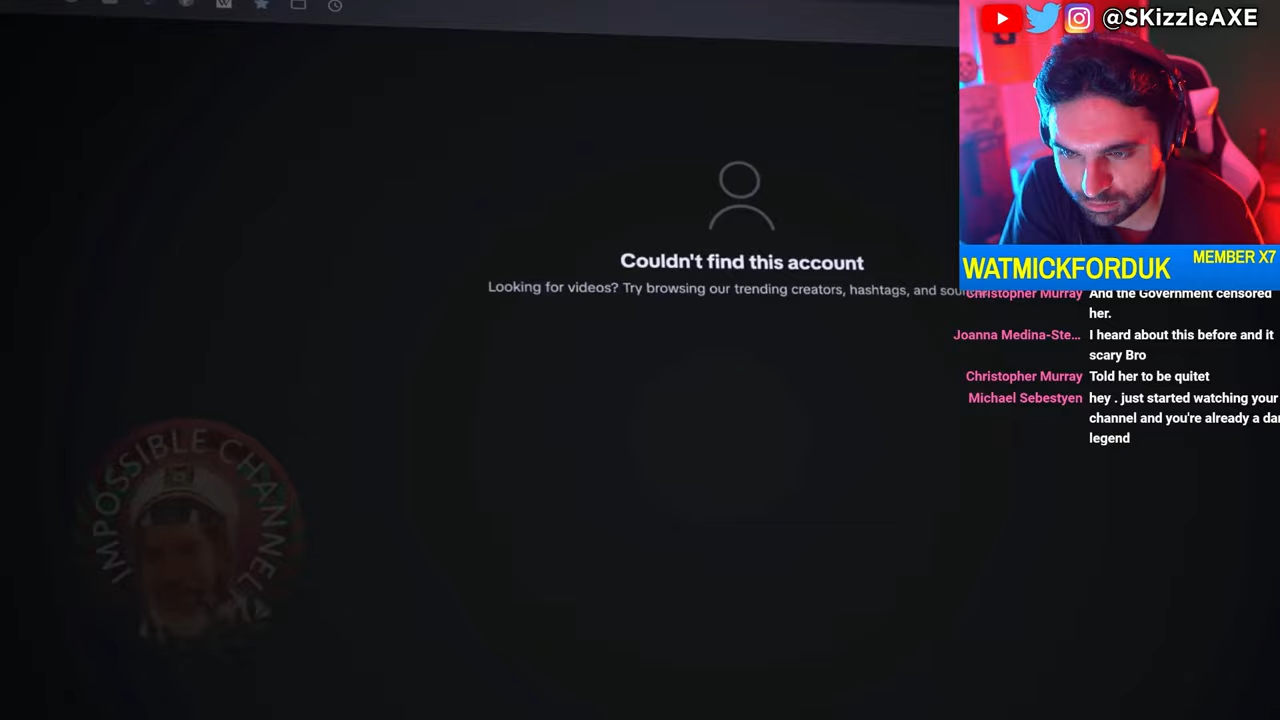 @SKizzleAXE
WATMICKFORDUK
MEMBER X7
Couldn't find this account
Looking for videos? Try browsing our trending creators, hashtags, and sou
Christopher Murray And the Government censored
her.
Joanna Medina-Ste... I heard about this before and it
scary Bro
Christopher Murray Told her to be quitet
Michael Sebestyen hey . just started watching your
channel and you're already a da
legend
IMPOSSIBLE CHANNEL